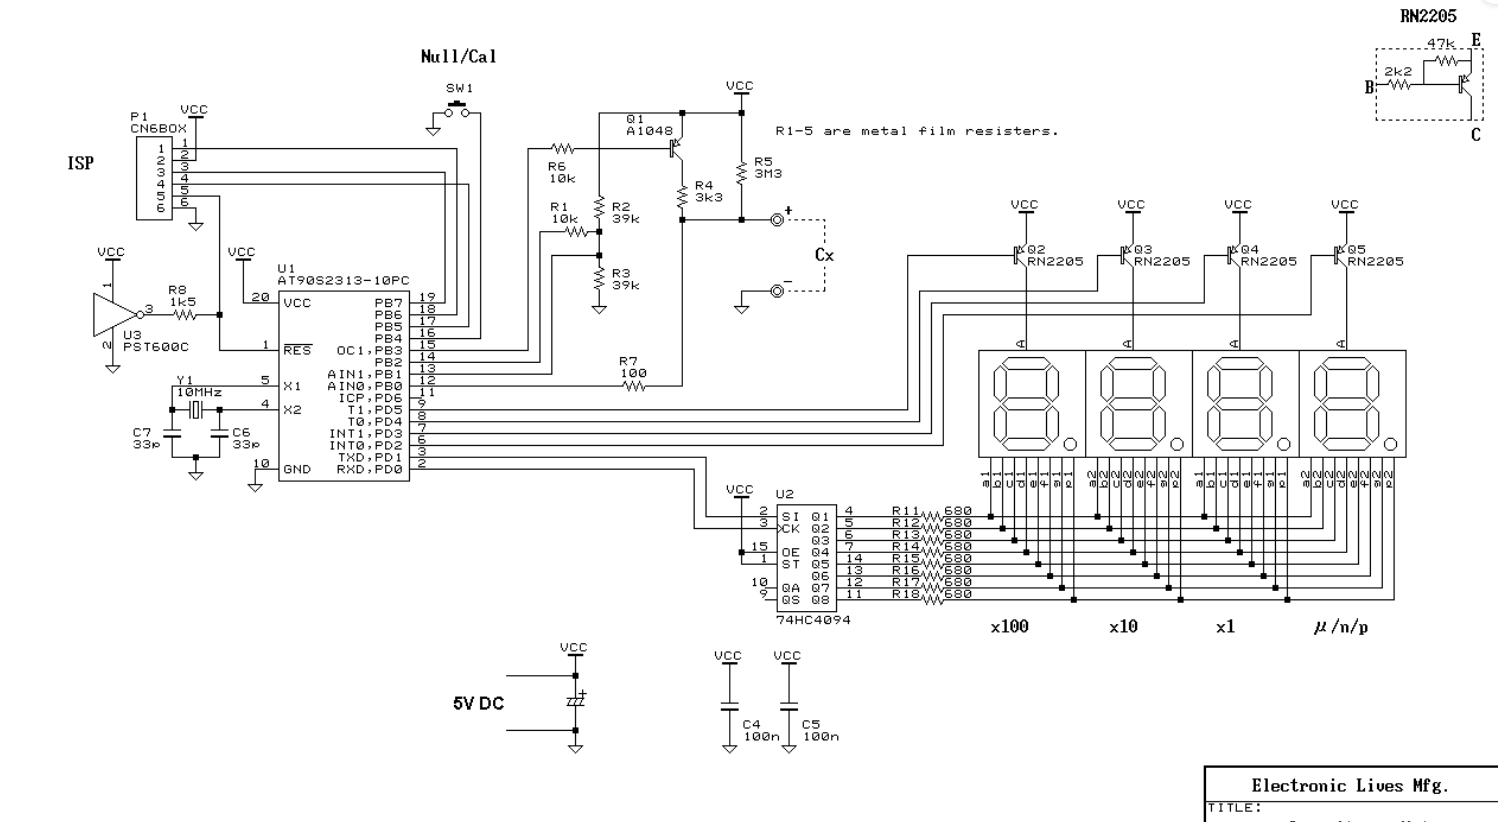 RN2205
47k
E
2k2
B
C
Null/Cal
SW1
VCC
P1
CN6BOX
VCC
ISP
1 1
2 2
3 3
4 4
5 5
6 6
Q1
A1048
R1-5 are metal film resisters.
R6
10k
R5
3M3
R4
3k3
R1
10k
R2
39k
R3
39k
+
Cx
-
VCC
VCC
VCC
VCC
Q2
RN2205
Q3
RN2205
Q4
RN2205
Q5
RN2205
VCC
VCC
1
3
2
U3
PST600C
R8
1k5
U1
AT90S2313-10PC
20 VCC
PB7 19
PB6 18
PB5 17
PB4 16
1 RES
OC1,PB3 15
PB2 14
AIN1,PB1 13
5 X1
AIN0,PB0 12
ICP,PD6 11
4 X2
T1,PD5 9
T0,PD4 8
INT1,PD3 7
INT0,PD2 6
TXD,PD1 3
10 GND
RXD,PD0 2
Y1
10MHz
C7
33p
C6
33p
R7
100
A
A
A
A
a1 b1 c1 d1 e1 f1 g1 p1
a2 b2 c2 d2 e2 f2 g2 p2
a1 b1 c1 d1 e1 f1 g1 p1
a2 b2 c2 d2 e2 f2 g2 p2
VCC
U2
2 SI Q1 4 R11 680
3 CK Q2 5 R12 680
Q3 6 R13 680
15 OE Q4 7 R14 680
1 ST Q5 14 R15 680
Q6 13 R16 680
10 QA Q7 12 R17 680
9 QS Q8 11 R18 680
74HC4094
x100
x10
x1
μ/n/p
VCC
5V DC
+
VCC
VCC
C4
100n
C5
100n
Electronic Lives Mfg.
TITLE: